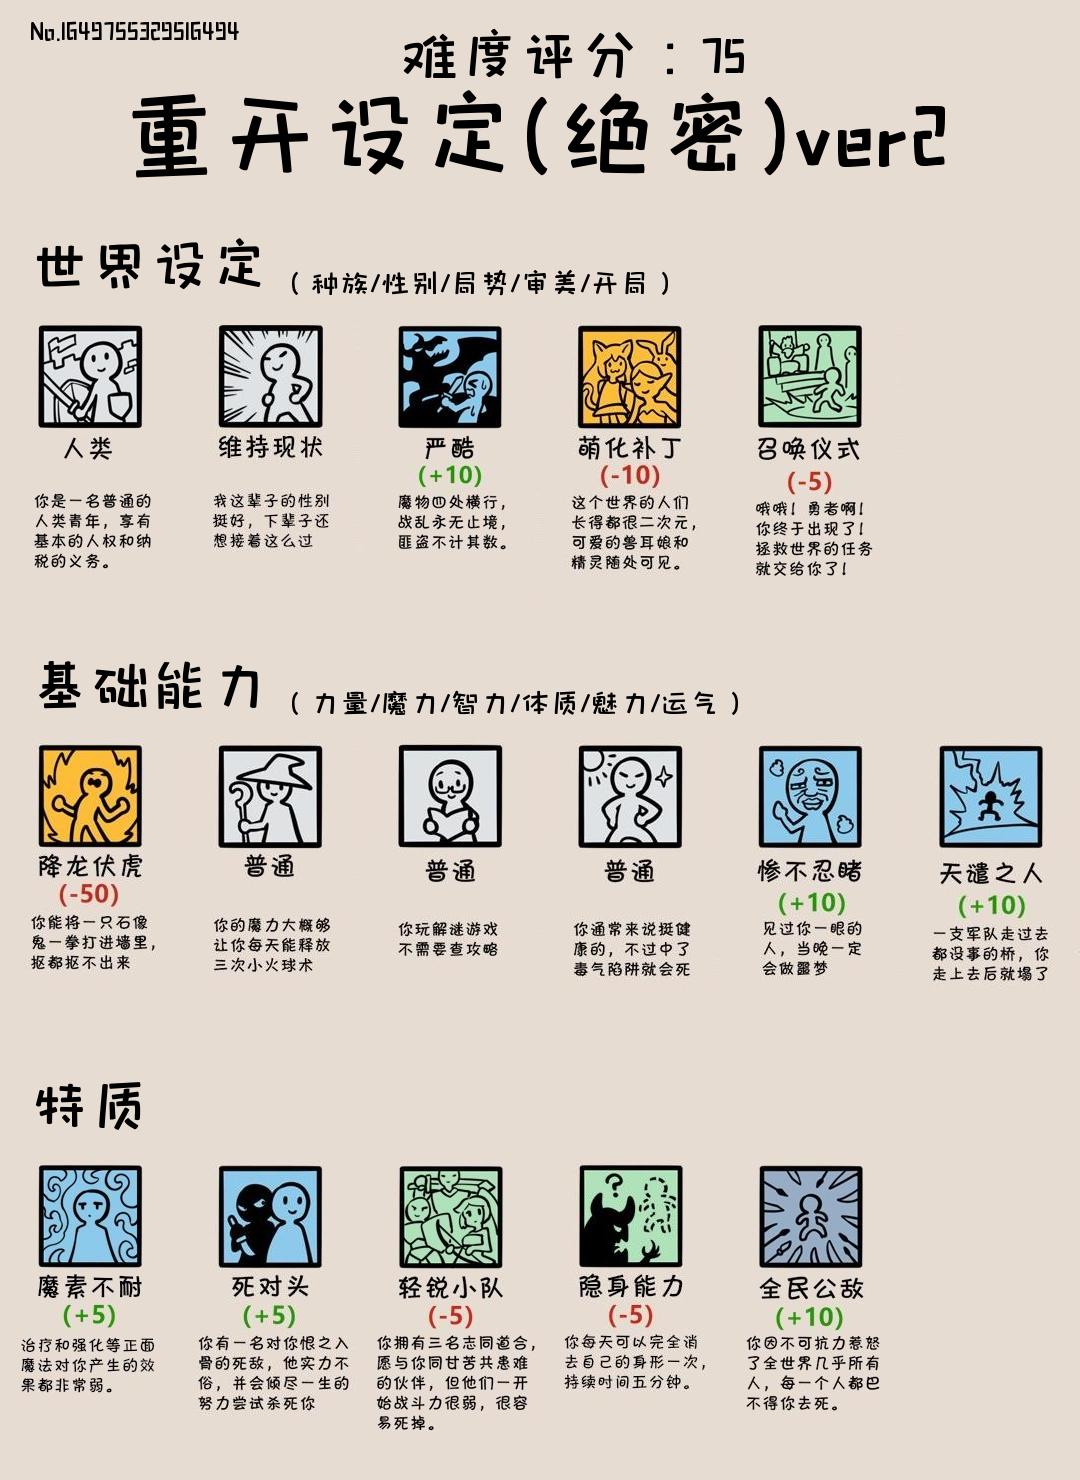 No.1649755329516494
难度评分：75
重开设定(绝密)ver2
世界设定（种族/性别/局势/审美/开局）
人类
你是一名普通的
人类青年，享有
基本的人权和纳
税的义务。
维持现状
我这辈子的性别
挺好，下辈子还
想接着这么过
严酷
(+10)
魔物四处横行，
战乱永无止境，
匪盗不计其数。
萌化补丁
(-10)
这个世界的人们
长得都很二次元，
可爱的兽耳娘和
精灵随处可见。
召唤仪式
(-5)
哦哦！勇者啊！
你终于出现了！
拯救世界的任务
就交给你了！
基础能力（力量/魔力/智力/体质/魅力/运气）
降龙伏虎
(-50)
你能将一只石像
鬼一拳打进墙里，
抠都抠不出来
普通
你的魔力大概够
让你每天能释放
三次小火球术
普通
你玩解谜游戏
不需要查攻略
普通
你通常来说挺健
康的，不过中了
毒气陷阱就会死
惨不忍睹
(+10)
见过你一眼的
人，当晚一定
会做噩梦
天谴之人
(+10)
一支军队走过去
都没事的桥，你
走上去后就塌了
特质
魔素不耐
(+5)
治疗和强化等正面
魔法对你产生的效
果都非常弱。
死对头
(+5)
你有一名对你恨之入
骨的死敌，他实力不
俗，并会倾尽一生的
努力尝试杀死你
轻锐小队
(-5)
你拥有三名志同道合，
愿与你同甘苦共患难
的伙伴，但他们一开
始战斗力很弱，很容
易死掉。
隐身能力
(-5)
你每天可以完全消
去自己的身形一次，
持续时间五分钟。
全民公敌
(+10)
你因不可抗力惹怒
了全世界几乎所有
人，每一个人都巴
不得你去死。